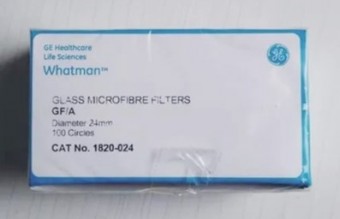 GE Healthcare
Life Sciences
Whatman™
GLASS MICROFIBRE FILTERS
GF/A
Diameter 24mm
100 Circles
CAT No. 1820-024